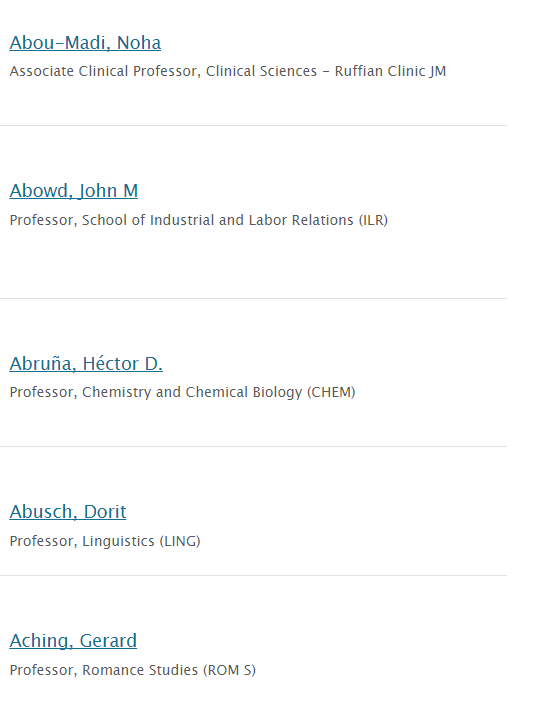 Abou-Madi, Noha
Associate Clinical Professor, Clinical Sciences - Ruffian Clinic JM
Abowd, John M
Professor, School of Industrial and Labor Relations (ILR)
Abruña, Héctor D.
Professor, Chemistry and Chemical Biology (CHEM)
Abusch, Dorit
Professor, Linguistics (LING)
Aching, Gerard
Professor, Romance Studies (ROM S)